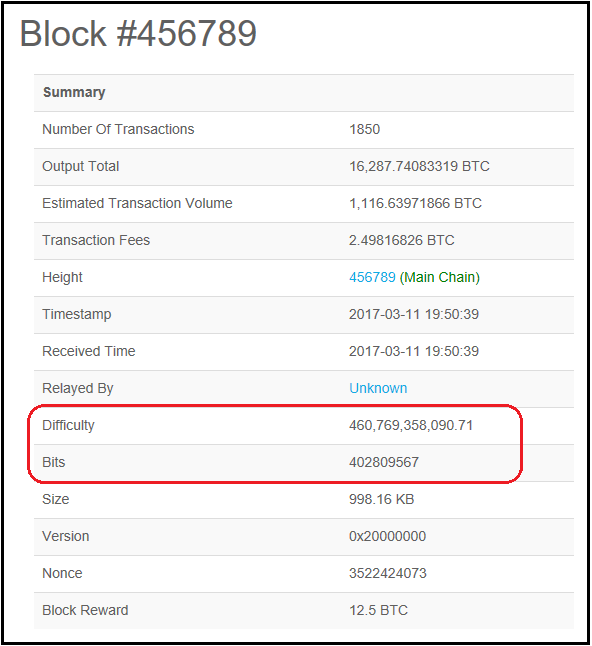 Block #456789
Summary
Number Of Transactions 1850
Output Total 16,287.74083319 BTC
Estimated Transaction Volume 1,116.63971866 BTC
Transaction Fees 2.49816826 BTC
Height 456789 (Main Chain)
Timestamp 2017-03-11 19:50:39
Received Time 2017-03-11 19:50:39
Relayed By Unknown
Difficulty 460,769,358,090.71
Bits 402809567
Size 998.16 KB
Version 0x20000000
Nonce 3522424073
Block Reward 12.5 BTC